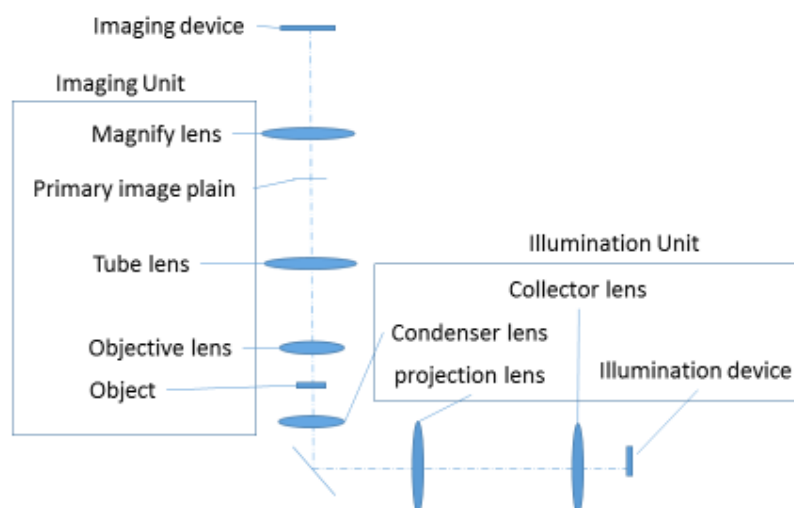 Imaging device
Imaging Unit
Magnify lens
Primary image plain
Tube lens
Illumination Unit
Collector lens
Objective lens
Condenser lens
Illumination device
projection lens
Object